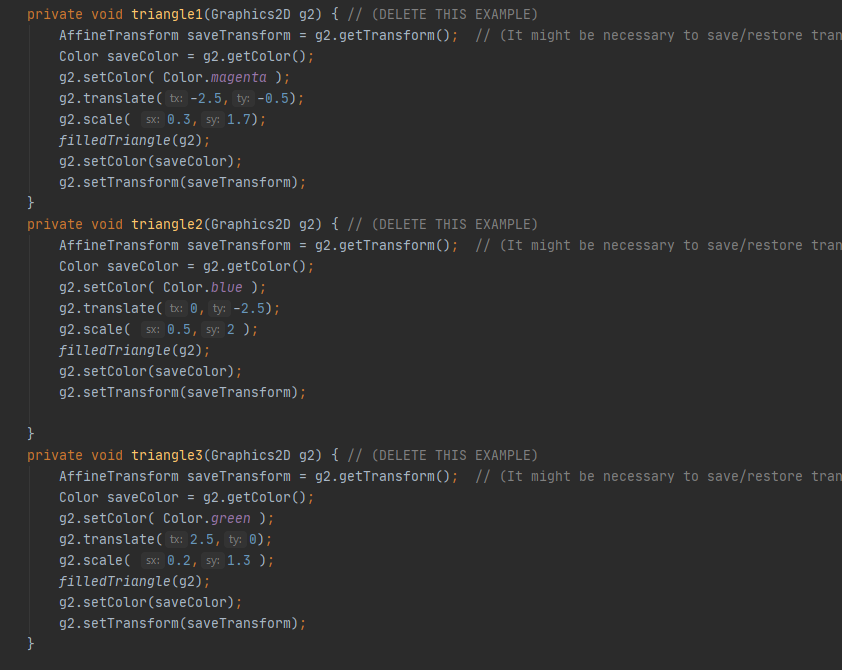 private void triangle1(Graphics2D g2) { // (DELETE THIS EXAMPLE)
AffineTransform saveTransform = g2.getTransform();  // (It might be necessary to save/restore tran
Color saveColor = g2.getColor();
g2.setColor( Color.magenta );
g2.translate( tx: -2.5, ty: -0.5);
g2.scale( sx: 0.3, sy: 1.7);
filledTriangle(g2);
g2.setColor(saveColor);
g2.setTransform(saveTransform);
}
private void triangle2(Graphics2D g2) { // (DELETE THIS EXAMPLE)
AffineTransform saveTransform = g2.getTransform();  // (It might be necessary to save/restore tran
Color saveColor = g2.getColor();
g2.setColor( Color.blue );
g2.translate( tx: 0, ty: -2.5);
g2.scale( sx: 0.5, sy: 2 );
filledTriangle(g2);
g2.setColor(saveColor);
g2.setTransform(saveTransform);
}
private void triangle3(Graphics2D g2) { // (DELETE THIS EXAMPLE)
AffineTransform saveTransform = g2.getTransform();  // (It might be necessary to save/restore tran
Color saveColor = g2.getColor();
g2.setColor( Color.green );
g2.translate( tx: 2.5, ty: 0);
g2.scale( sx: 0.2, sy: 1.3 );
filledTriangle(g2);
g2.setColor(saveColor);
g2.setTransform(saveTransform);
}